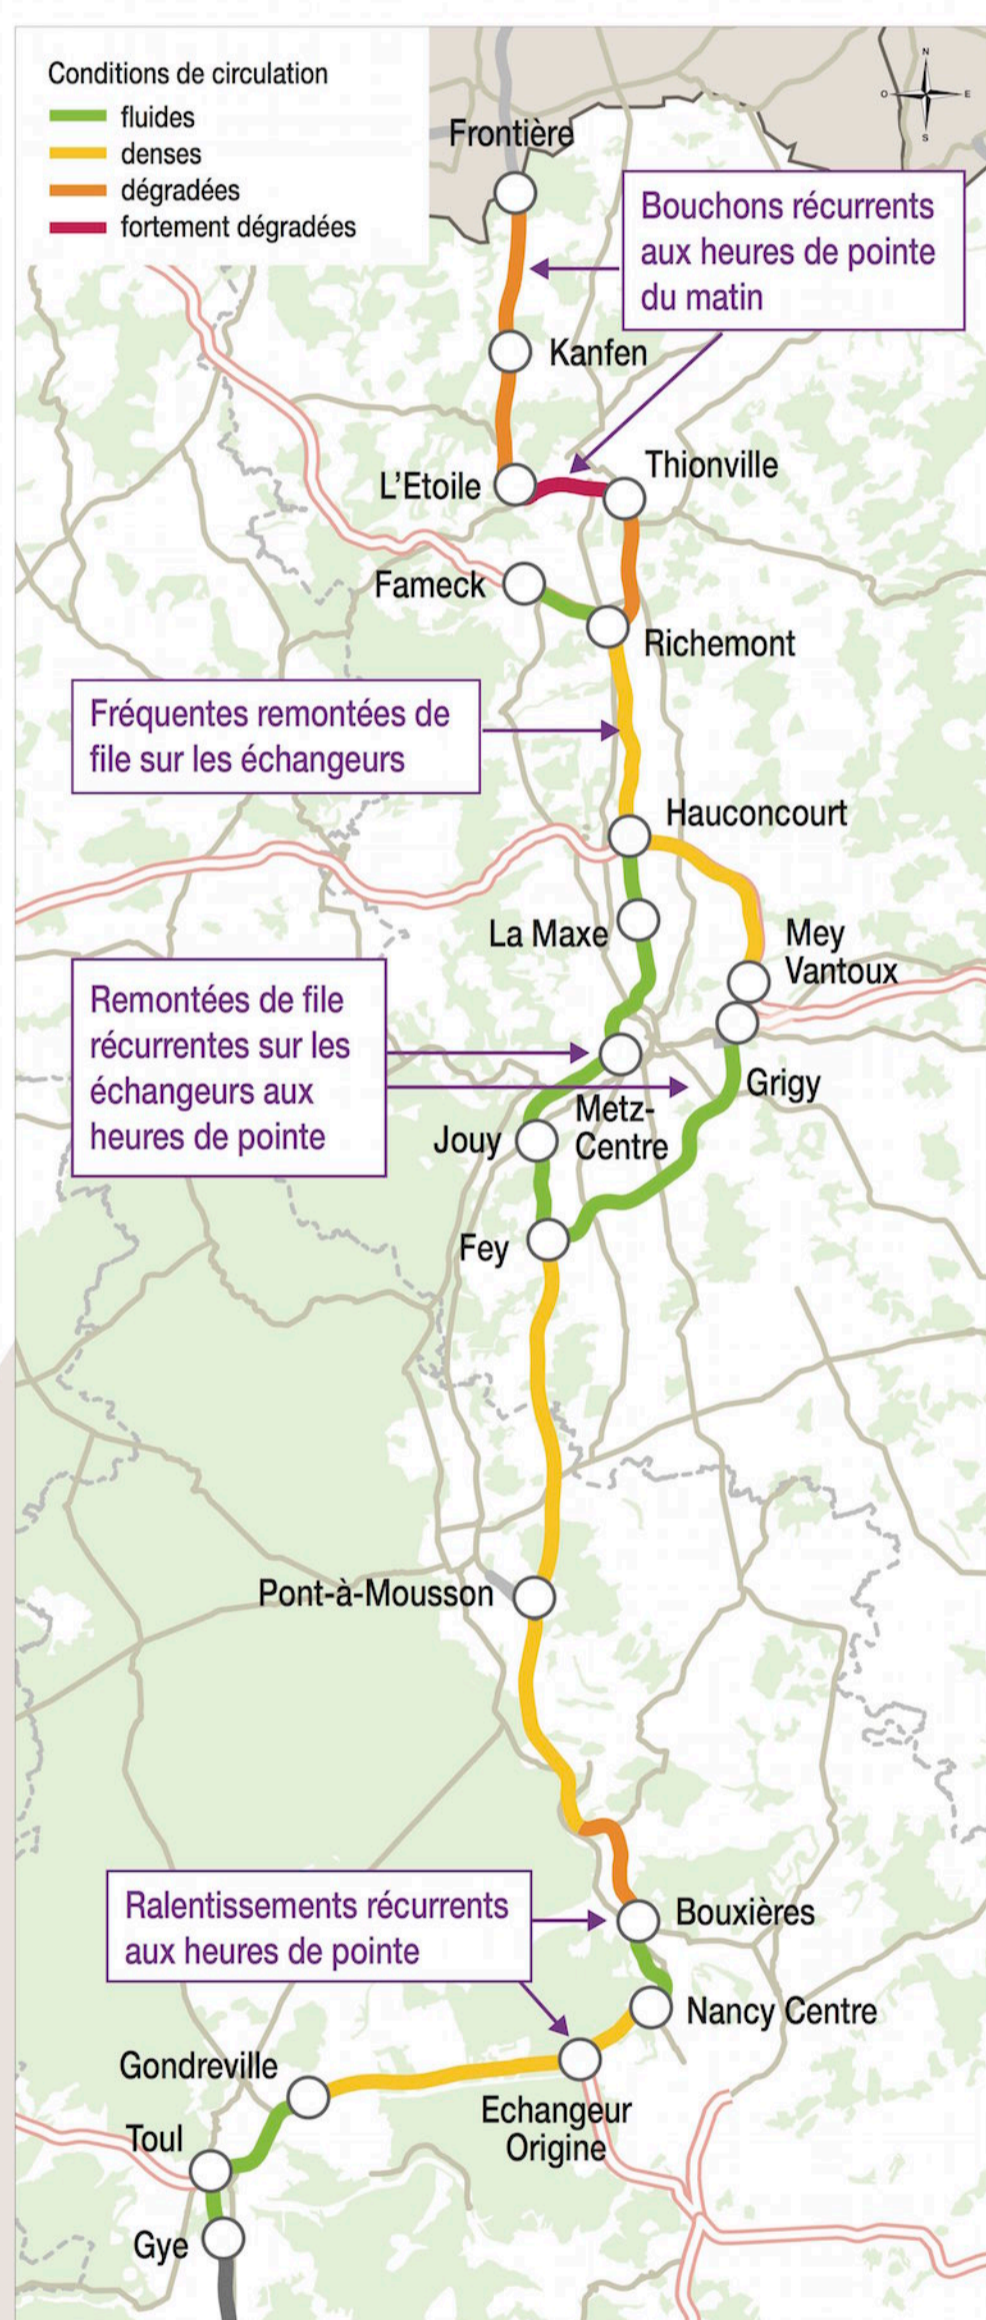 Conditions de circulation
fluides
denses
dégradées
fortement dégradées
N
O
E
S
Frontière
Bouchons récurrents
aux heures de pointe
du matin
Kanfen
Thionville
L'Etoile
Fameck
Richemont
Fréquentes remontées de
file sur les échangeurs
Hauconcourt
La Maxe
Mey
Vantoux
Remontées de file
récurrentes sur les
échangeurs aux
heures de pointe
Grigy
Metz-
Centre
Jouy
Fey
Pont-à-Mousson
Ralentissements récurrents
aux heures de pointe
Bouxières
Nancy Centre
Gondreville
Echangeur
Origine
Toul
Gye